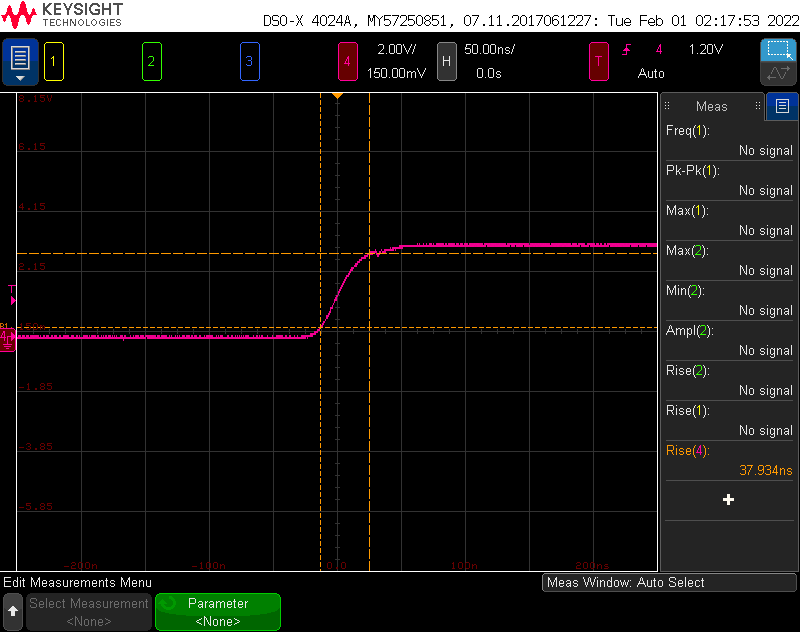 KEYSIGHT
TECHNOLOGIES
DSO-X 4024A, MY57250851, 07.11.2017061227: Tue Feb 01 02:17:53 2022
1
2
3
4
2.00V/
150.00mV
H
50.00ns/
0.0s
T
4
1.20V
Auto
8.15V
6.15
4.15
2.15
-1.85
-3.85
-5.85
T
-200n
-100n
0.0
100n
200ns
Meas
Freq(1):
No signal
Pk-Pk(1):
No signal
Max(1):
No signal
Max(2):
No signal
Min(2):
No signal
Ampl(2):
No signal
Rise(2):
No signal
Rise(1):
No signal
Rise(4):
37.934ns
+
Edit Measurements Menu
Meas Window: Auto Select
Select Measurement
<None>
Parameter
<None>